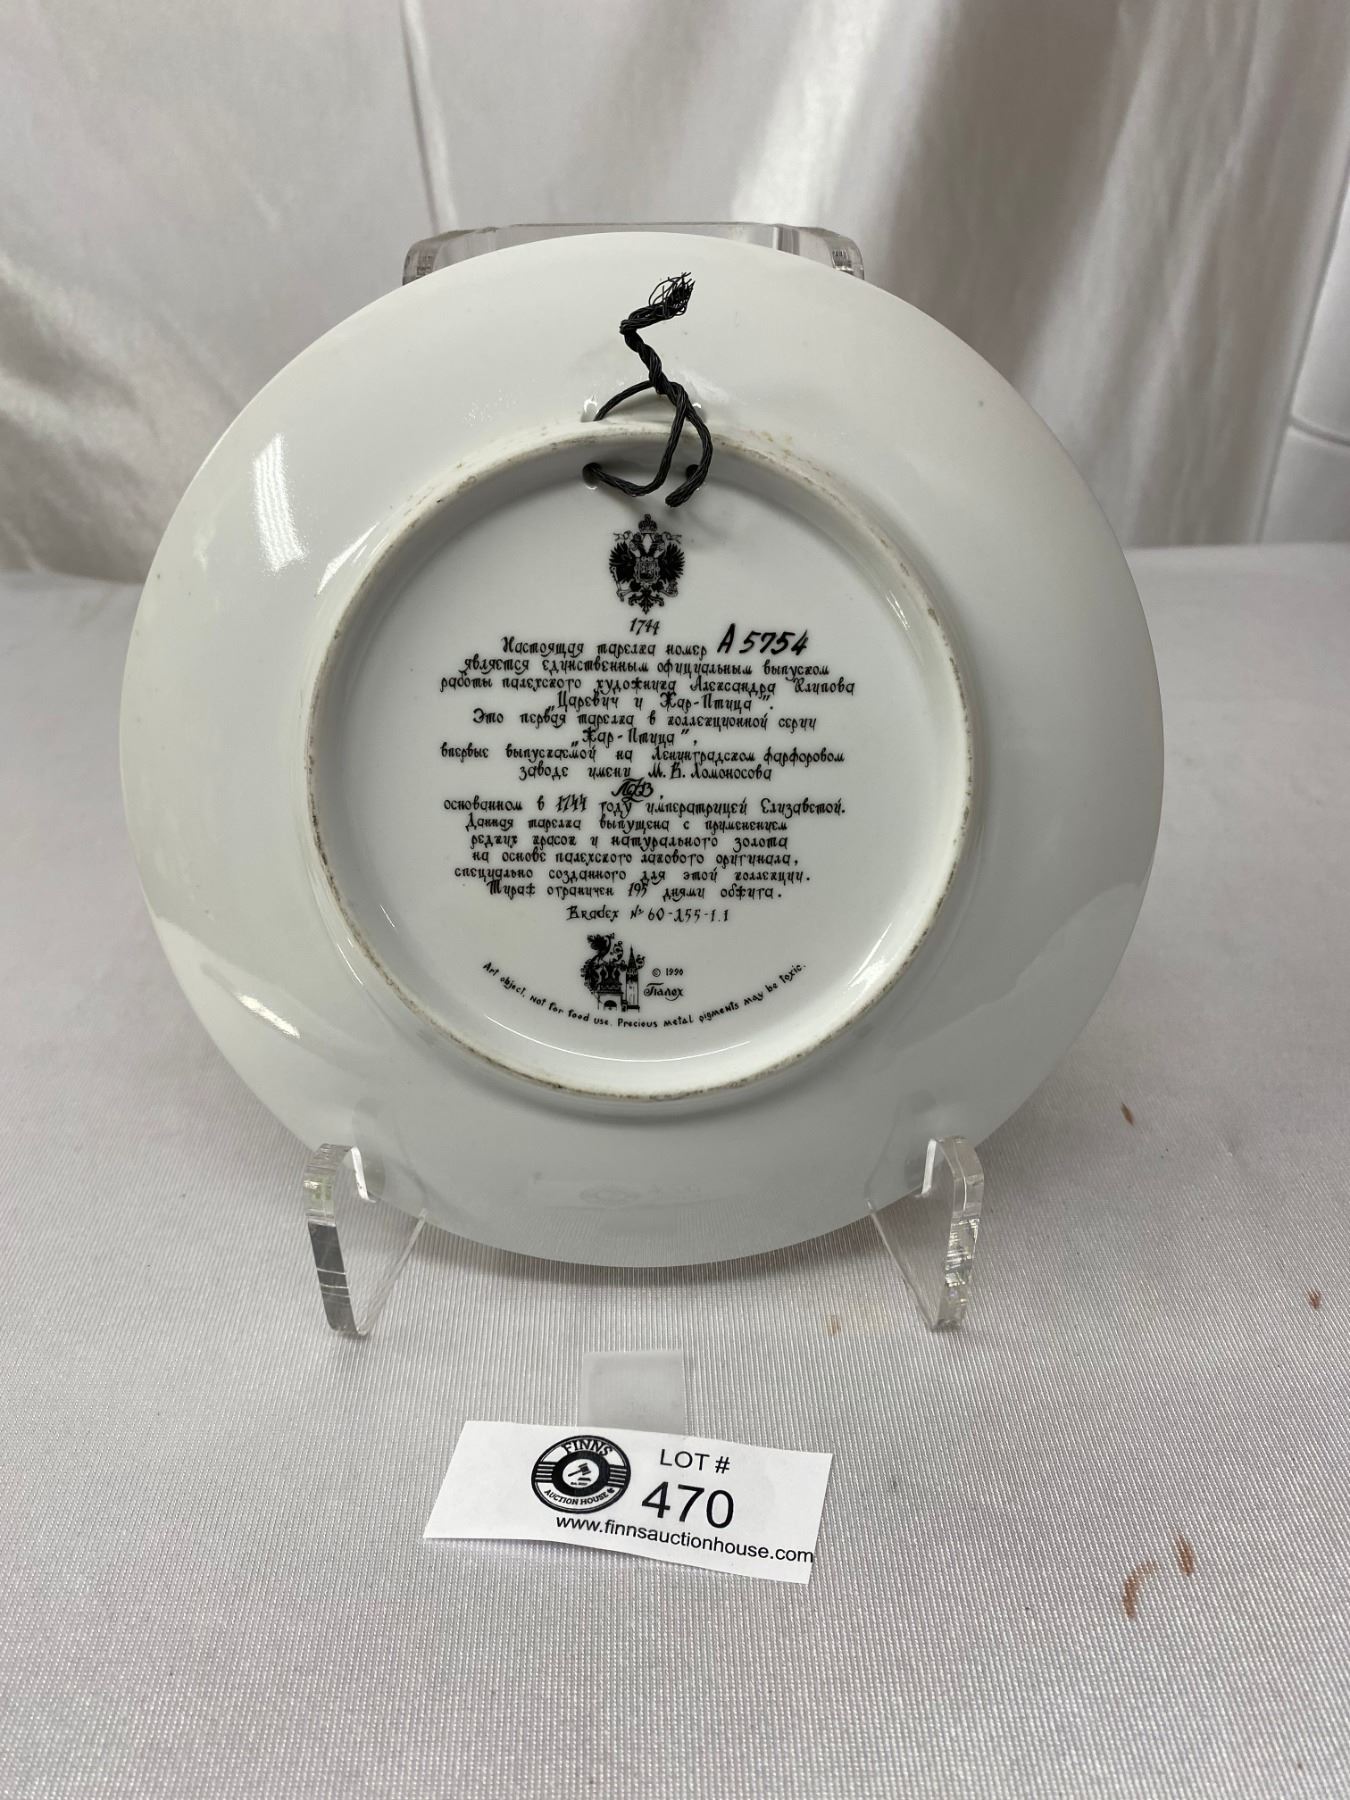 1744
Настоящая тарелка номер A 5754
является единственным официальным выпуском
работы палехского художника Александра Клипова
"Царевич и Жар-Птица".
Это первая тарелка в коллекционной серии
„Жар-Птица",
впервые выпускаемой на Ленинградском фарфоровом
заводе имени М.В. Ломоносова
ЛФЗ,
основанном в 1744 году императрицей Елизаветой.
Данная тарелка выпущена с применением
редких красок и натурального золота
на основе палехского лакового оригинала,
специально созданного для этой коллекции.
Тираж ограничен 195 днями обжига.
Bradex № 60-155-1.1
© 1990
Палех
Art object. Not for food use. Precious metal pigments may be toxic.
FINNS
AUCTION HOUSE
LOT #
470
www.finnsauctionhouse.com